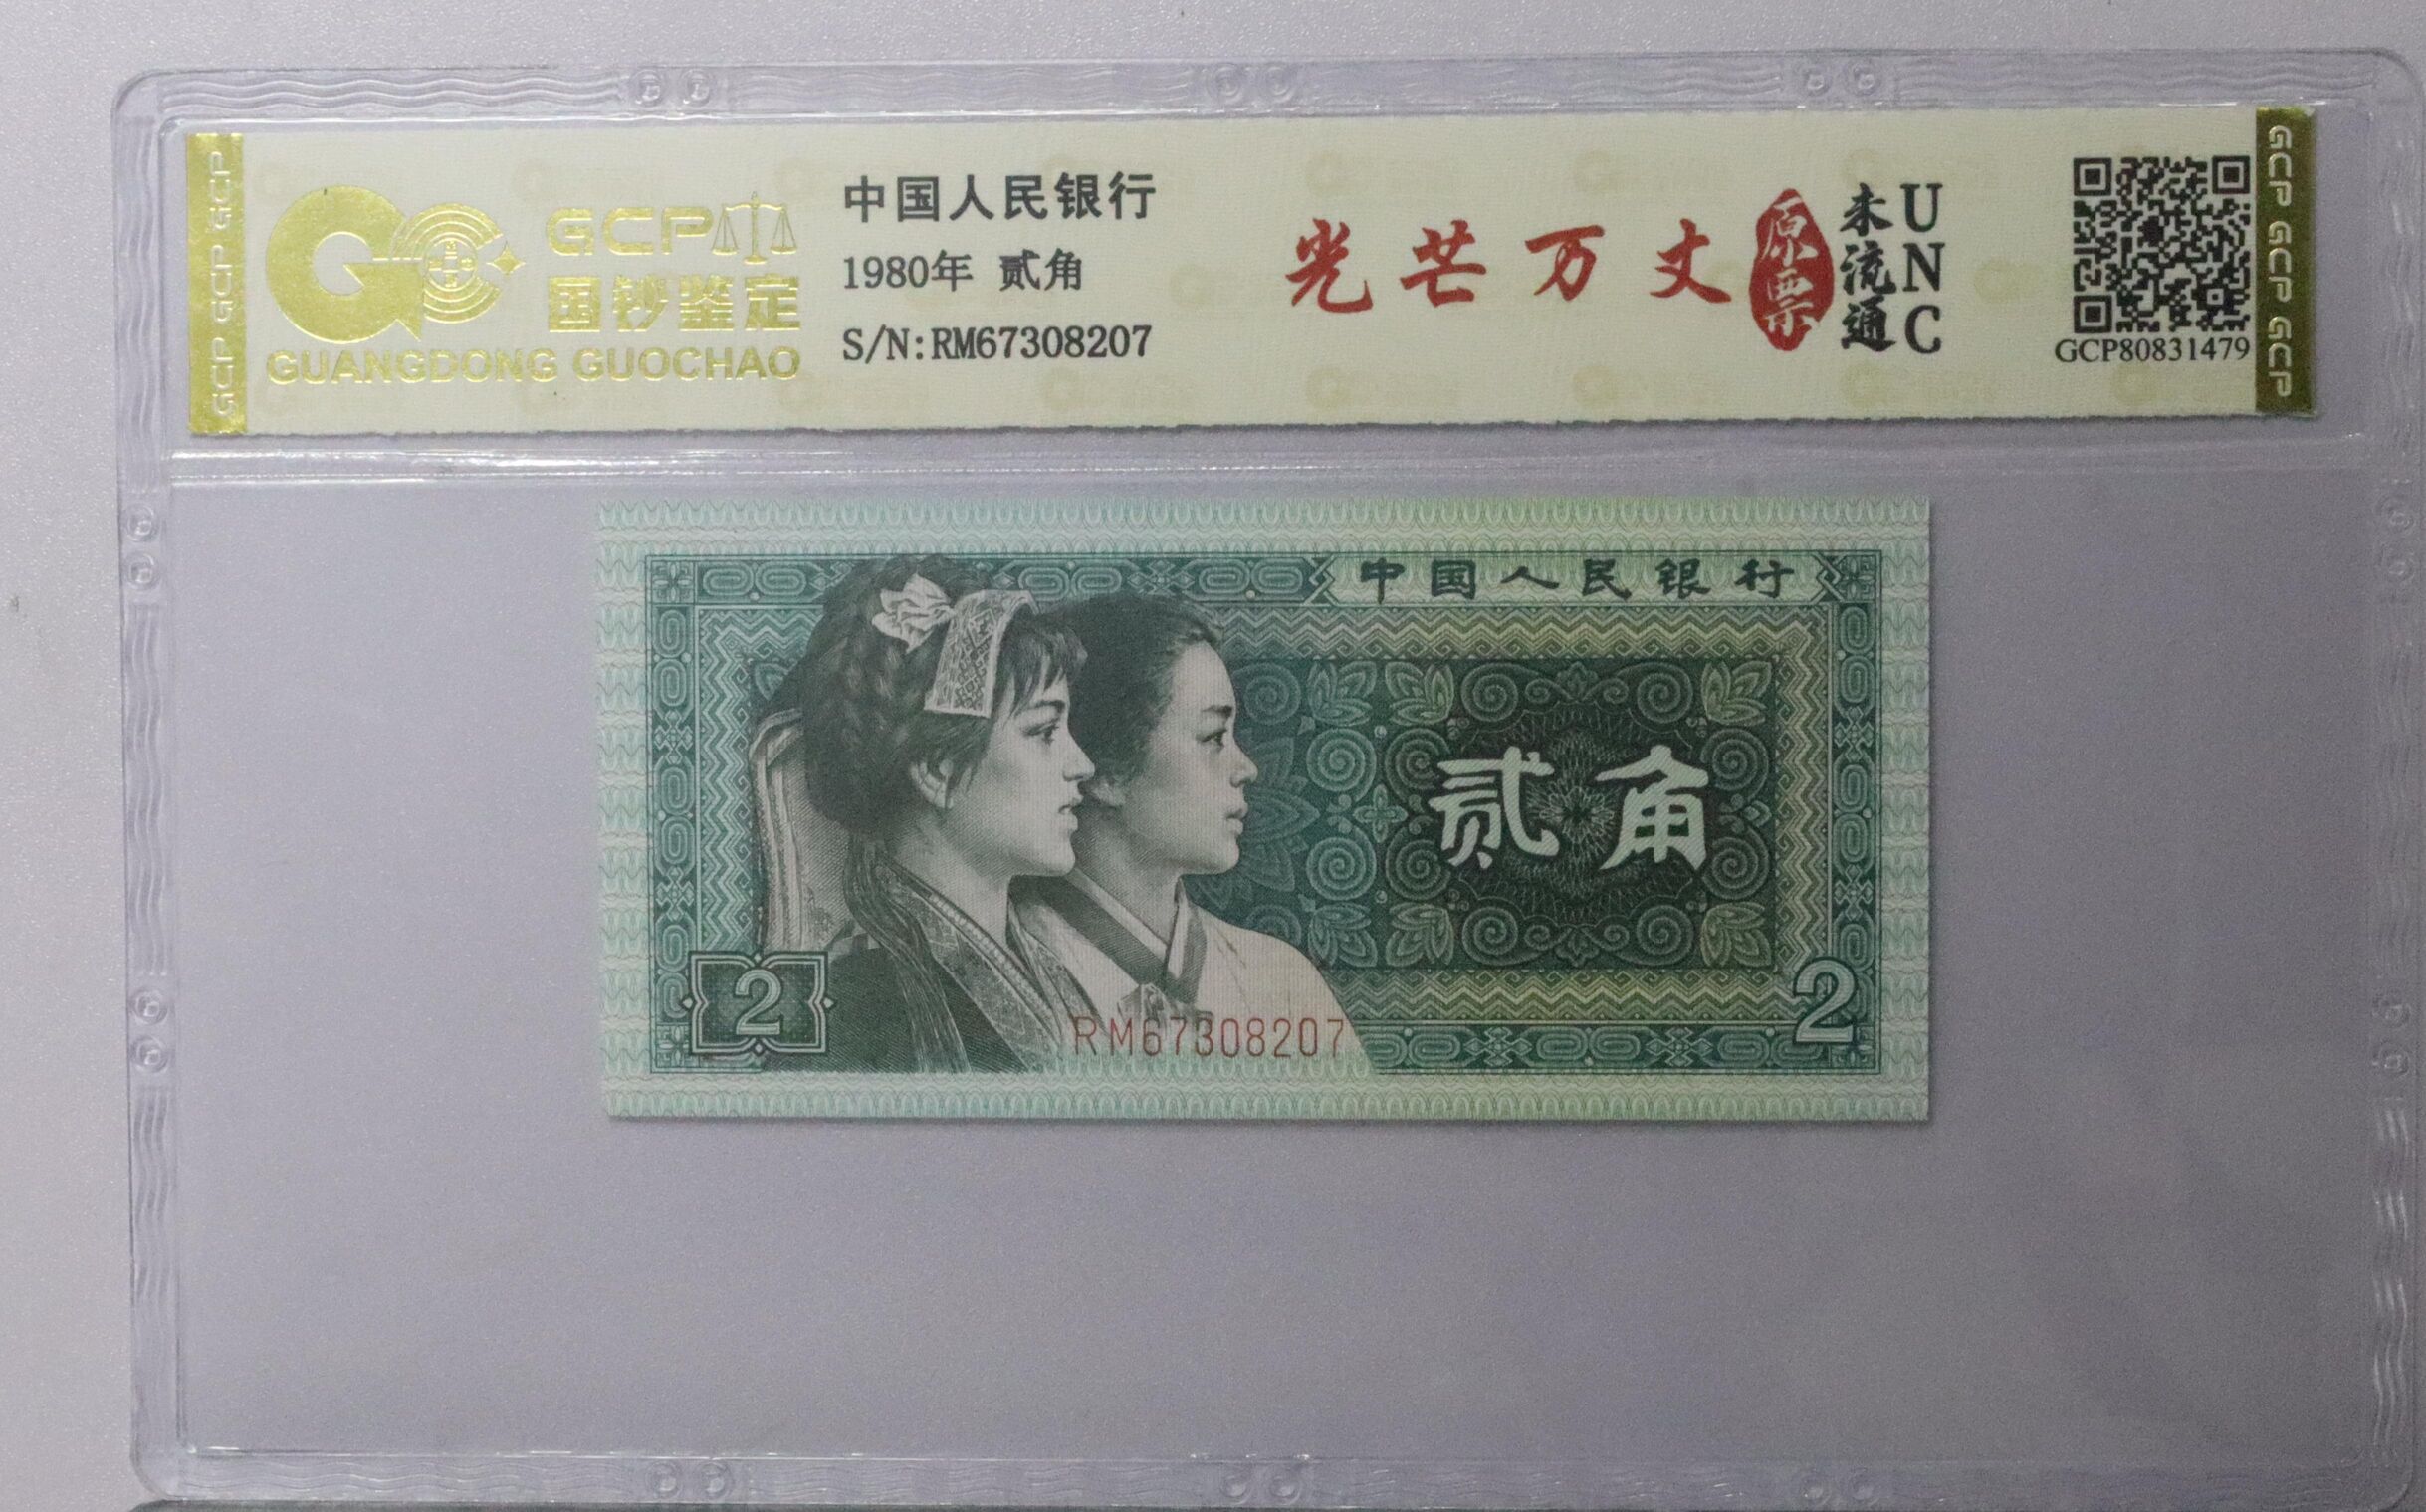 GCP GCP GCP
GCP
国钞鉴定
GUANGDONG GUOCHAO
中国人民银行
1980年 贰角
S/N:RM67308207
光芒万丈
原票
未流通
UNC
GCP80831479
GCP GCP GCP
中国人民银行
贰角
2
RM67308207
2